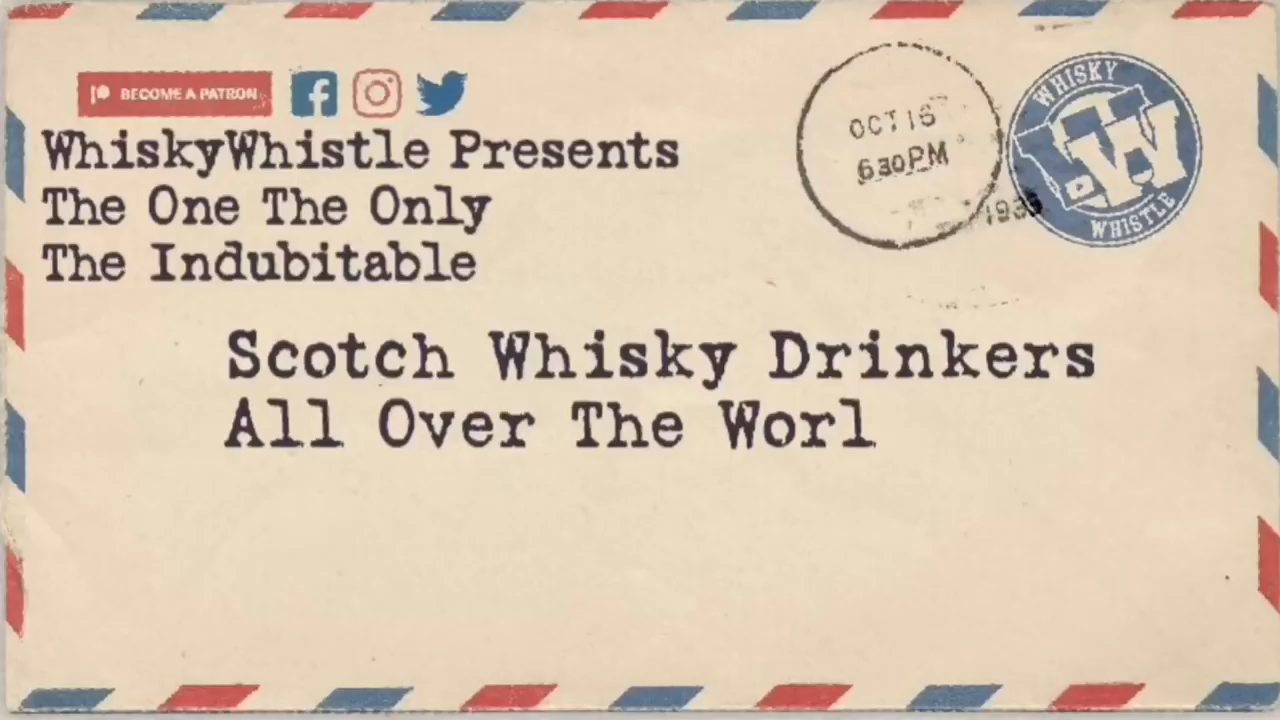 BECOME A PATRON
WhiskyWhistle Presents
The One The Only
The Indubitable
OCT 16
630PM
WHISKY
W
WHISTLE
Scotch Whisky Drinkers
All Over The Worl